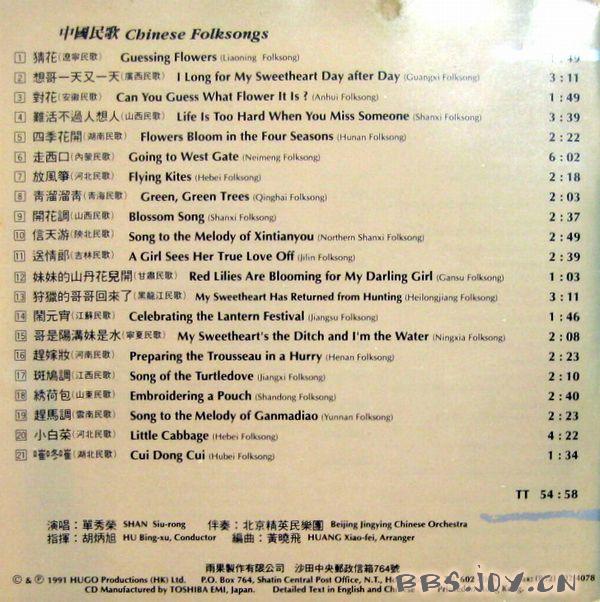 中國民歌 Chinese Folksongs
1 猜花(遼寧民歌) Guessing Flowers (Liaoning Folksong) 1:49
2 想哥一天又一天(廣西民歌) I Long for My Sweetheart Day after Day (Guangxi Folksong) 3:11
3 對花(安徽民歌) Can You Guess What Flower It Is ? (Anhui Folksong) 1:49
4 難活不過人想人(山西民歌) Life Is Too Hard When You Miss Someone (Shanxi Folksong) 3:39
5 四季花開(湖南民歌) Flowers Bloom in the Four Seasons (Hunan Folksong) 2:22
6 走西口(內蒙民歌) Going to West Gate (Neimeng Folksong) 6:02
7 放風箏(河北民歌) Flying Kites (Hebei Folksong) 2:18
8 青溜溜青(青海民歌) Green, Green Trees (Qinghai Folksong) 2:03
9 開花調(山西民歌) Blossom Song (Shanxi Folksong) 2:37
10 信天游(陝北民歌) Song to the Melody of Xintianyou (Northern Shanxi Folksong) 2:49
11 送情郎(吉林民歌) A Girl Sees Her True Love Off (Jilin Folksong) 2:39
12 妹妹的山丹花兒開(甘肅民歌) Red Lilies Are Blooming for My Darling Girl (Gansu Folksong) 1:03
13 狩獵的哥哥回來了(黑龍江民歌) My Sweetheart Has Returned from Hunting (Heilongjiang Folksong) 3:11
14 鬧元宵(江蘇民歌) Celebrating the Lantern Festival (Jiangsu Folksong) 1:46
15 哥是陽溝妹是水(寧夏民歌) My Sweetheart's the Ditch and I'm the Water (Ningxia Folksong) 2:08
16 趕嫁妝(河南民歌) Preparing the Trousseau in a Hurry (Henan Folksong) 2:23
17 斑鳩調(江西民歌) Song of the Turtledove (Jiangxi Folksong) 2:10
18 綉荷包(山東民歌) Embroidering a Pouch (Shandong Folksong) 2:40
19 趕馬調(雲南民歌) Song to the Melody of Ganmadiao (Yunnan Folksong) 2:23
20 小白菜(河北民歌) Little Cabbage (Hebei Folksong) 4:22
21 嗺咚嗺(湖北民歌) Cui Dong Cui (Hubei Folksong) 1:34
TT 54:58
演唱：單秀榮 SHAN Siu-rong 伴奏：北京精英民樂團 Beijing Jingying Chinese Orchestra
指揮：胡炳旭 HU Bing-xu, Conductor 編曲：黃曉飛 HUANG Xiao-fei, Arranger
雨果製作有限公司 沙田中央郵政信箱764號
© & ℗ 1991 HUGO Productions (HK) Ltd. P.O. Box 764, Shatin Central Post Office, N.T., 4078
CD Manufactured by TOSHIBA EMI, Japan. Detailed Text in English and Chinese. Printed
BBS.JOY.CN